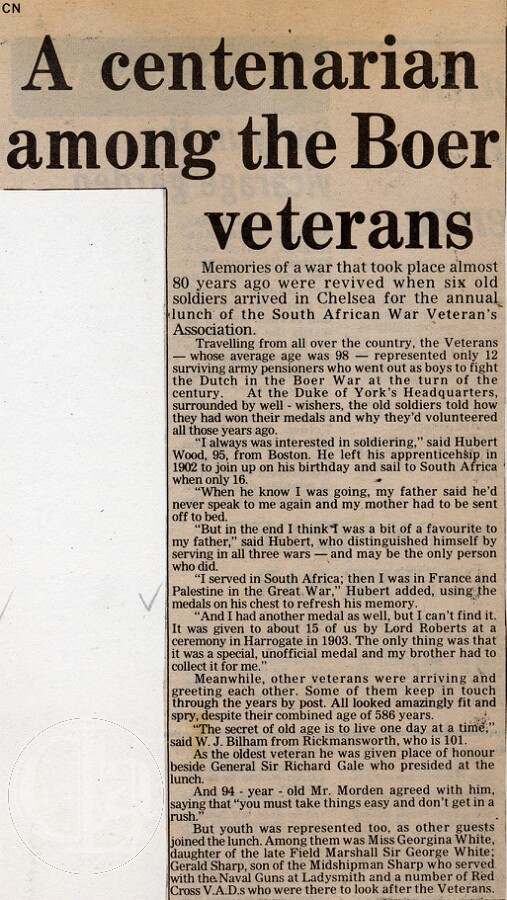 CN
A centenarian
among the Boer
veterans
Memories of a war that took place almost
80 years ago were revived when six old
soldiers arrived in Chelsea for the annual
lunch of the South African War Veteran's
Association.
Travelling from all over the country, the Veterans
— whose average age was 98 — represented only 12
surviving army pensioners who went out as boys to fight
the Dutch in the Boer War at the turn of the
century. At the Duke of York's Headquarters,
surrounded by well - wishers, the old soldiers told how
they had won their medals and why they'd volunteered
all those years ago.
"I always was interested in soldiering," said Hubert
Wood, 95, from Boston. He left his apprenticehsip in
1902 to join up on his birthday and sail to South Africa
when only 16.
"When he know I was going, my father said he'd
never speak to me again and my mother had to be sent
off to bed.
"But in the end I think I was a bit of a favourite to
my father," said Hubert, who distinguished himself by
serving in all three wars — and may be the only person
who did.
"I served in South Africa; then I was in France and
Palestine in the Great War," Hubert added, using the
medals on his chest to refresh his memory.
"And I had another medal as well, but I can't find it.
It was given to about 15 of us by Lord Roberts at a
ceremony in Harrogate in 1903. The only thing was that
it was a special, unofficial medal and my brother had to
collect it for me."
Meanwhile, other veterans were arriving and
greeting each other. Some of them keep in touch
through the years by post. All looked amazingly fit and
spry, despite their combined age of 586 years.
"The secret of old age is to live one day at a time,"
said W. J. Bilham from Rickmansworth, who is 101.
As the oldest veteran he was given place of honour
beside General Sir Richard Gale who presided at the
lunch.
And 94 - year - old Mr. Morden agreed with him,
saying that "you must take things easy and don't get in a
rush."
But youth was represented too, as other guests
joined the lunch. Among them was Miss Georgina White,
daughter of the late Field Marshall Sir George White;
Gerald Sharp, son of the Midshipman Sharp who served
with the Naval Guns at Ladysmith and a number of Red
Cross V.A.D.s who were there to look after the Veterans.